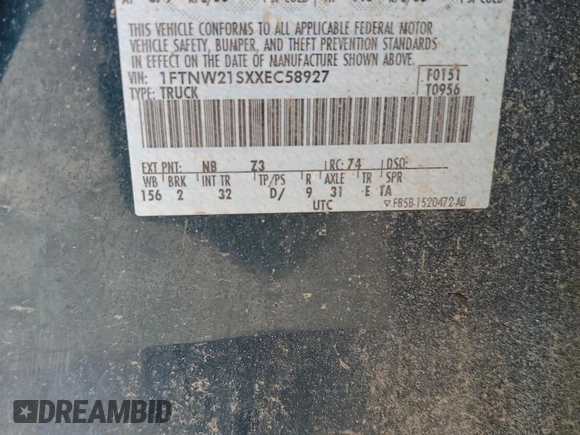 THIS VEHICLE CONFORMS TO ALL APPLICABLE FEDERAL MOTOR
VEHICLE SAFETY, BUMPER, AND THEFT PREVENTION STANDARDS
IN EFFECT ON THE DATE OF MANUFACTURE SHOWN ABOVE.
VIN: 1FTNW21SXXEC58927 F0151
TYPE: TRUCK T0956
EXT PNT: NB Z3 RC: 74 DSO:
WB BRK INT TR TP/PS R AXLE TR SPR
156 2 32 D/ 9 31 E TA
UTC ▽ F85B-1520472-AB
DREAMBID